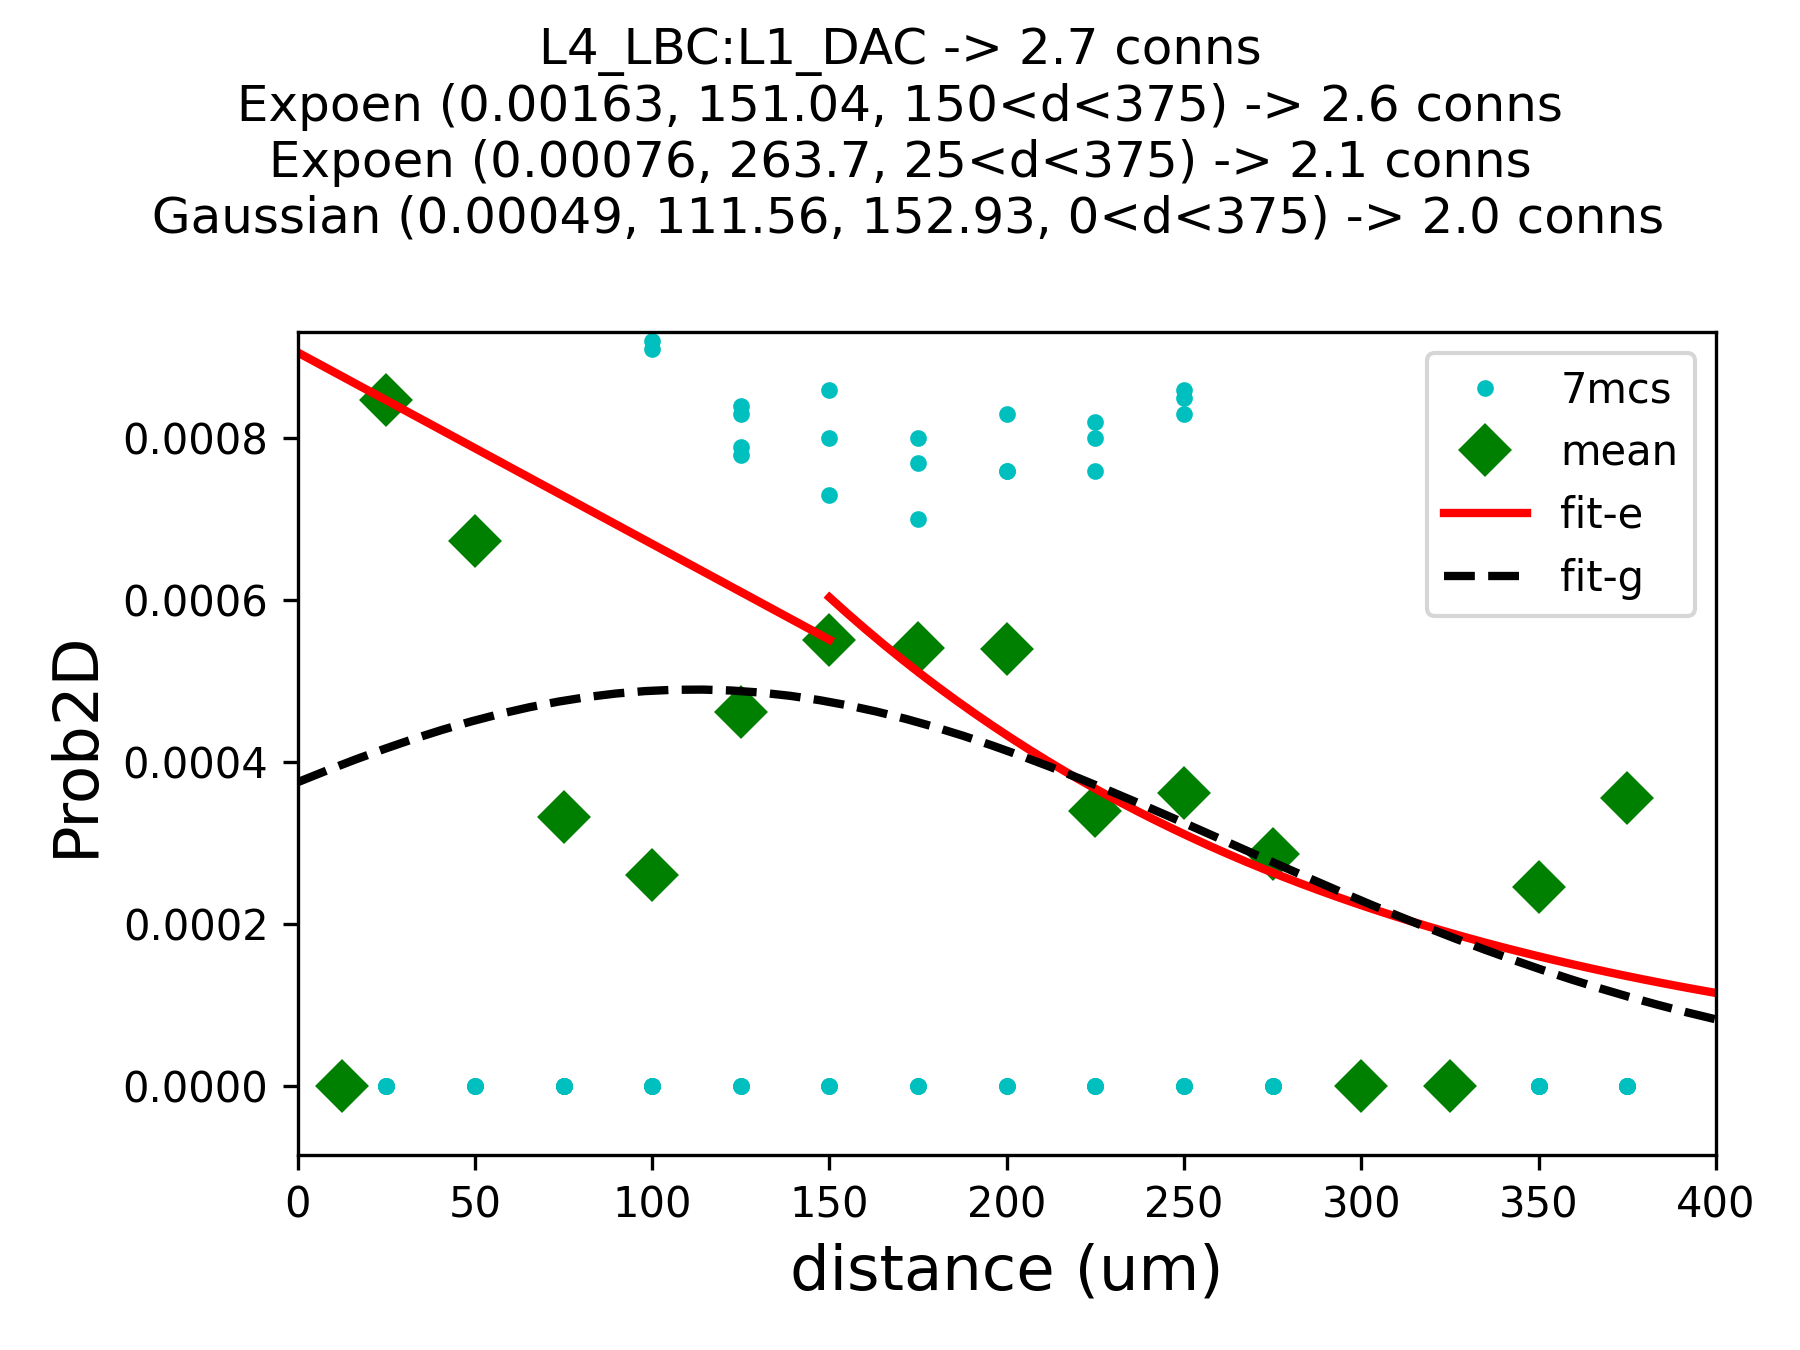 L4_LBC:L1_DAC -> 2.7 conns
Expoen (0.00163, 151.04, 150<d<375) -> 2.6 conns
Expoen (0.00076, 263.7, 25<d<375) -> 2.1 conns
Gaussian (0.00049, 111.56, 152.93, 0<d<375) -> 2.0 conns
7mcs
mean
fit-e
fit-g
Prob2D
0.0008
0.0006
0.0004
0.0002
0.0000
0 50 100 150 200 250 300 350 400
distance (um)